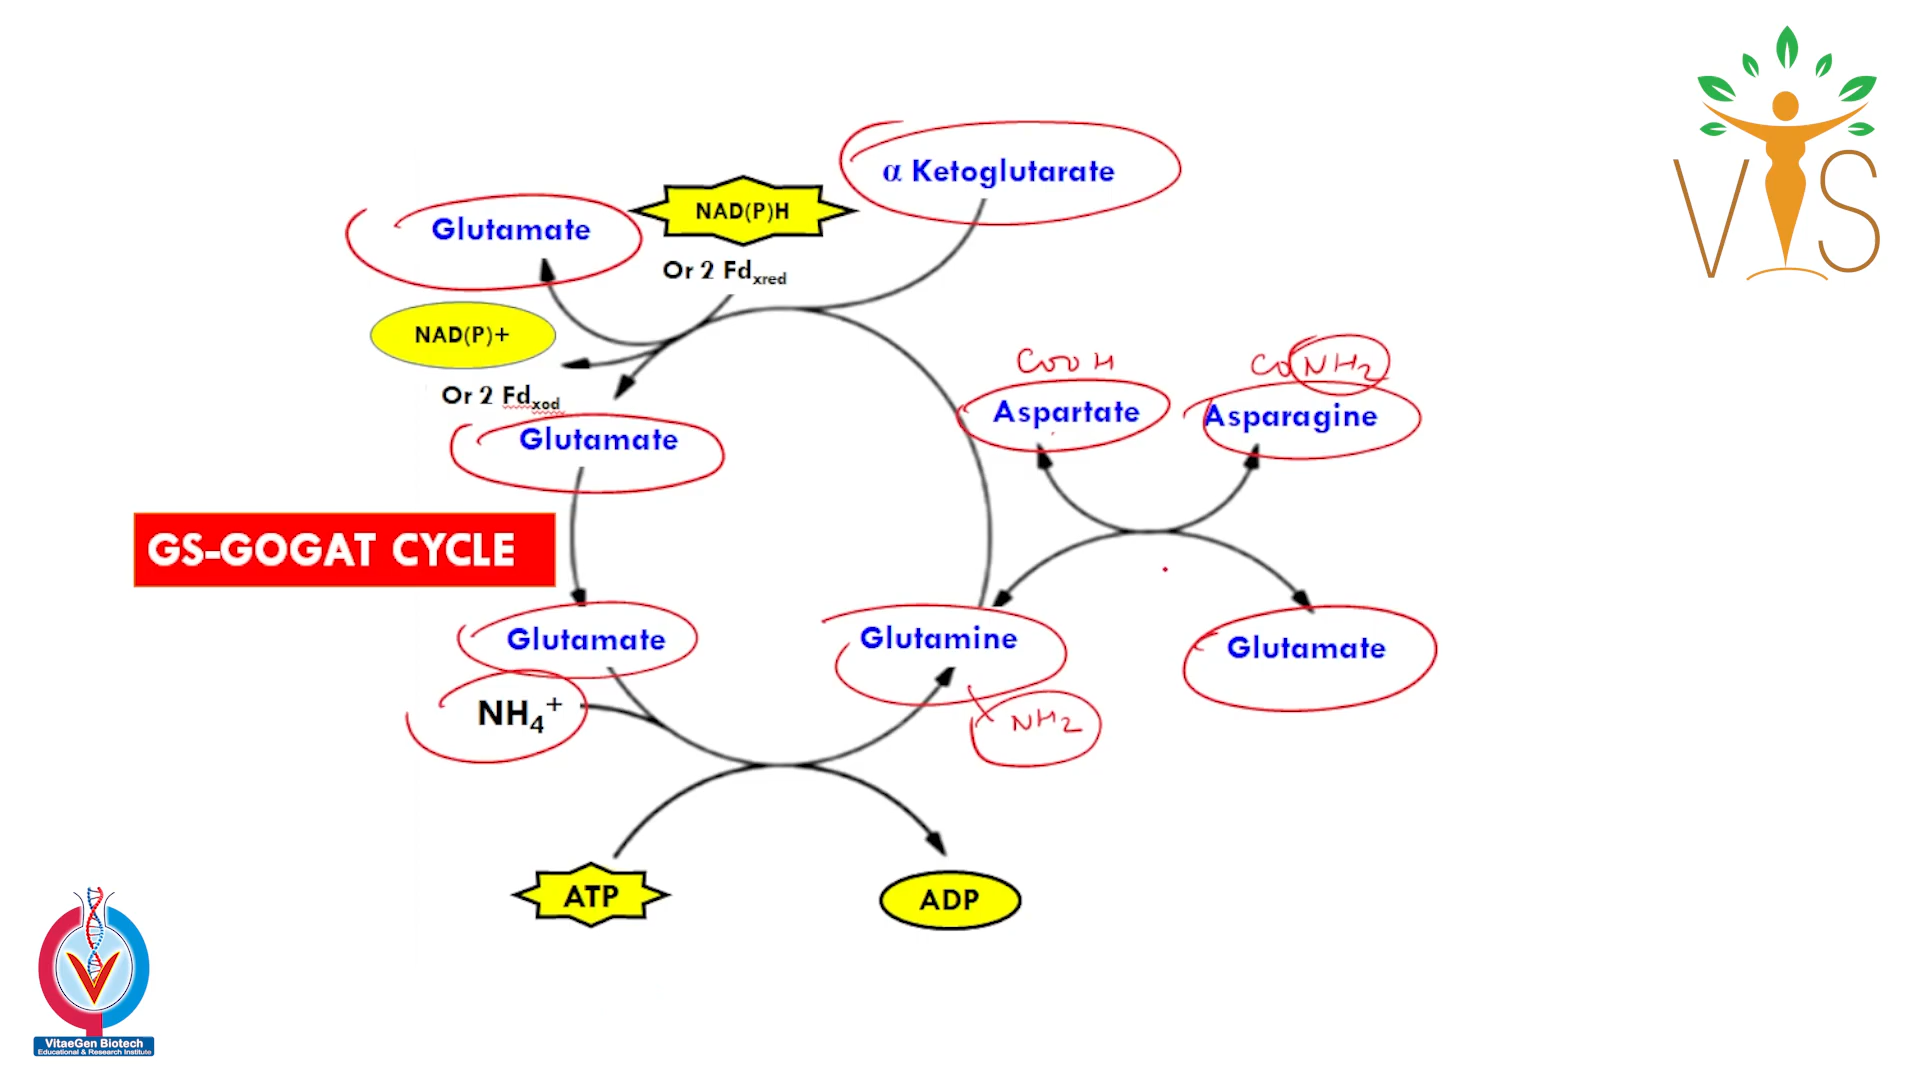 α Ketoglutarate
NAD(P)H
Glutamate
Or 2 Fdxred
NAD(P)+
COOH
CONH2
Or 2 Fdxod
Aspartate
Asparagine
Glutamate
GS-GOGAT CYCLE
Glutamate
Glutamine
Glutamate
NH4+
NH2
ATP
ADP
VIS
VitaeGen Biotech
Educational & Research Institute